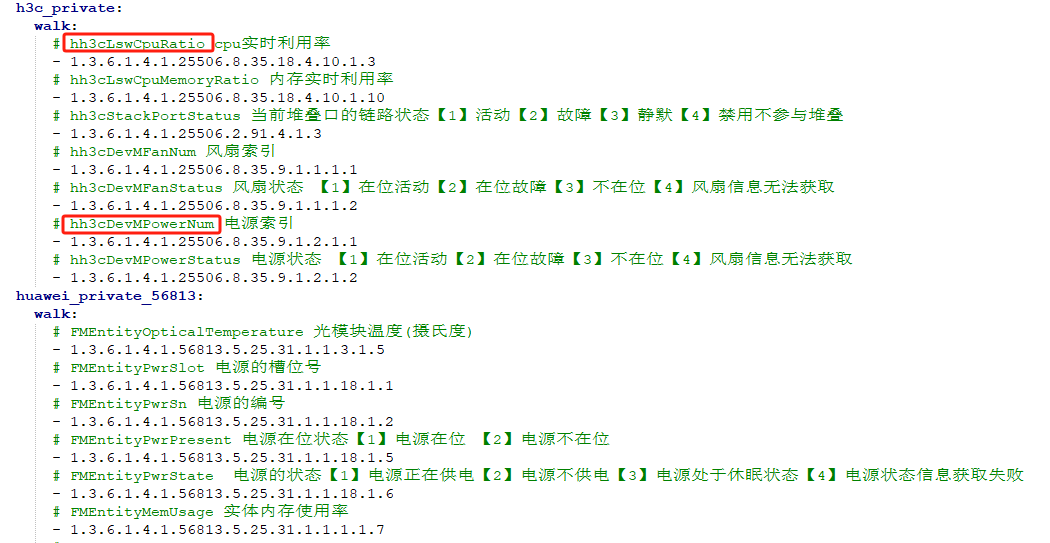 h3c_private:
walk:
# hh3cLswCpuRatio cpu实时利用率
- 1.3.6.1.4.1.25506.8.35.18.4.10.1.3
# hh3cLswCpuMemoryRatio 内存实时利用率
- 1.3.6.1.4.1.25506.8.35.18.4.10.1.10
# hh3cStackPortStatus 当前堆叠口的链路状态【1】活动【2】故障【3】静默【4】禁用不参与堆叠
- 1.3.6.1.4.1.25506.2.91.4.1.3
# hh3cDevMFanNum 风扇索引
- 1.3.6.1.4.1.25506.8.35.9.1.1.1.1
# hh3cDevMFanStatus 风扇状态 【1】在位活动【2】在位故障【3】不在位【4】风扇信息无法获取
- 1.3.6.1.4.1.25506.8.35.9.1.1.1.2
# hh3cDevMPowerNum 电源索引
- 1.3.6.1.4.1.25506.8.35.9.1.2.1.1
# hh3cDevMPowerStatus 电源状态 【1】在位活动【2】在位故障【3】不在位【4】风扇信息无法获取
- 1.3.6.1.4.1.25506.8.35.9.1.2.1.2
huawei_private_56813:
walk:
# FMEntityOpticalTemperature 光模块温度(摄氏度)
- 1.3.6.1.4.1.56813.5.25.31.1.1.3.1.5
# FMEntityPwrSlot 电源的槽位号
- 1.3.6.1.4.1.56813.5.25.31.1.1.18.1.1
# FMEntityPwrSn 电源的编号
- 1.3.6.1.4.1.56813.5.25.31.1.1.18.1.2
# FMEntityPwrPresent 电源在位状态【1】电源在位 【2】电源不在位
- 1.3.6.1.4.1.56813.5.25.31.1.1.18.1.5
# FMEntityPwrState  电源的状态【1】电源正在供电【2】电源不供电【3】电源处于休眠状态【4】电源状态信息获取失败
- 1.3.6.1.4.1.56813.5.25.31.1.1.18.1.6
# FMEntityMemUsage 实体内存使用率
- 1.3.6.1.4.1.56813.5.25.31.1.1.1.1.7